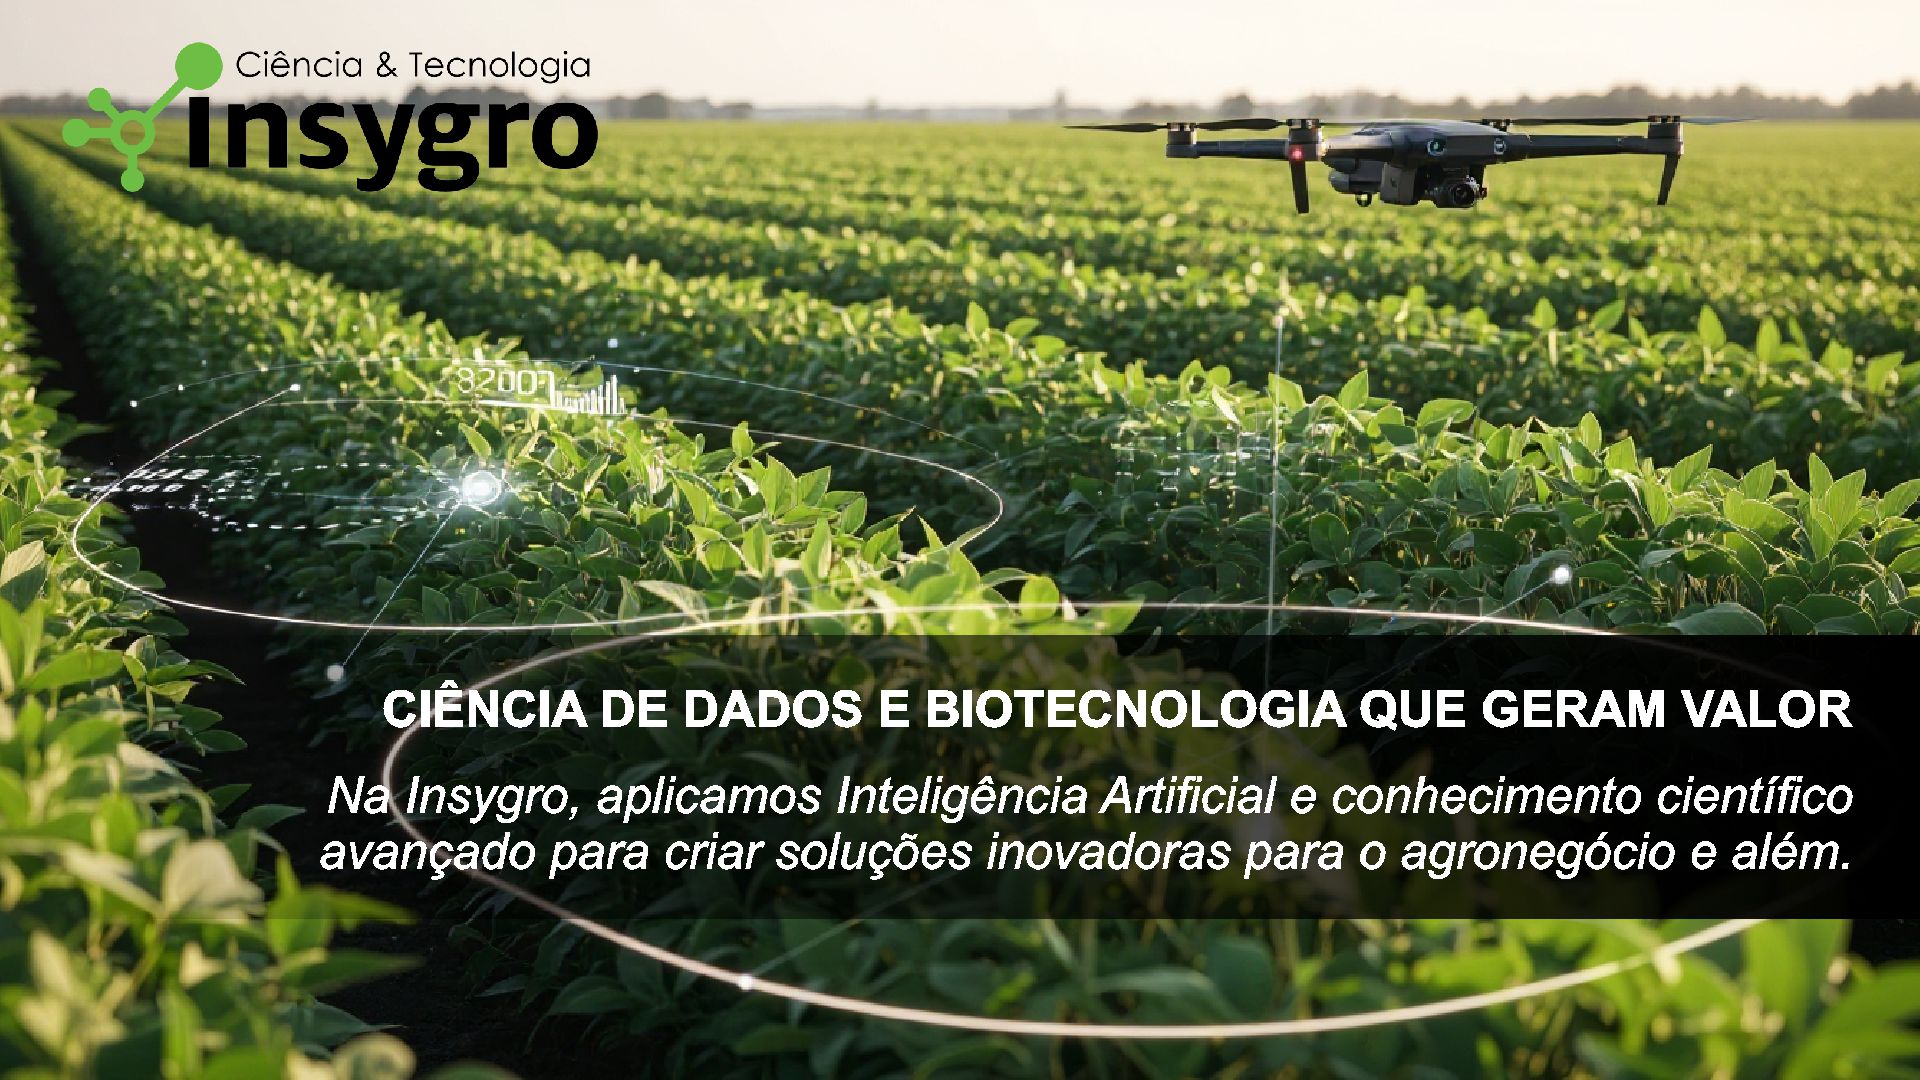 Ciência & Tecnologia
Insygro
CIÊNCIA DE DADOS E BIOTECNOLOGIA QUE GERAM VALOR
Na Insygro, aplicamos Inteligência Artificial e conhecimento científico
avançado para criar soluções inovadoras para o agronegócio e além.